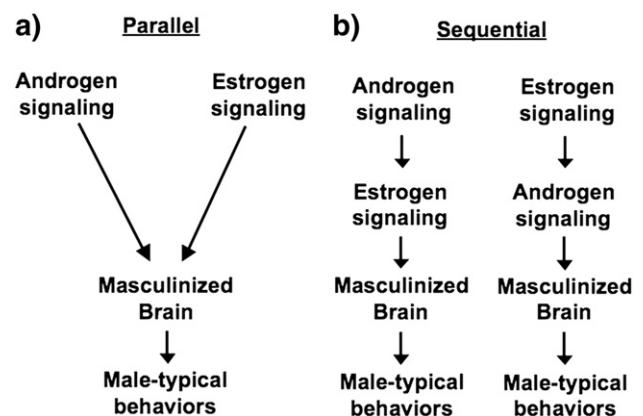 a) Parallel
Androgen signaling
Estrogen signaling
Masculinized
Brain
Male-typical
behaviors
b) Sequential
Androgen
signaling
Estrogen
signaling
Masculinized
Brain
Male-typical
behaviors
Estrogen
signaling
Androgen
signaling
Masculinized
Brain
Male-typical
behaviors